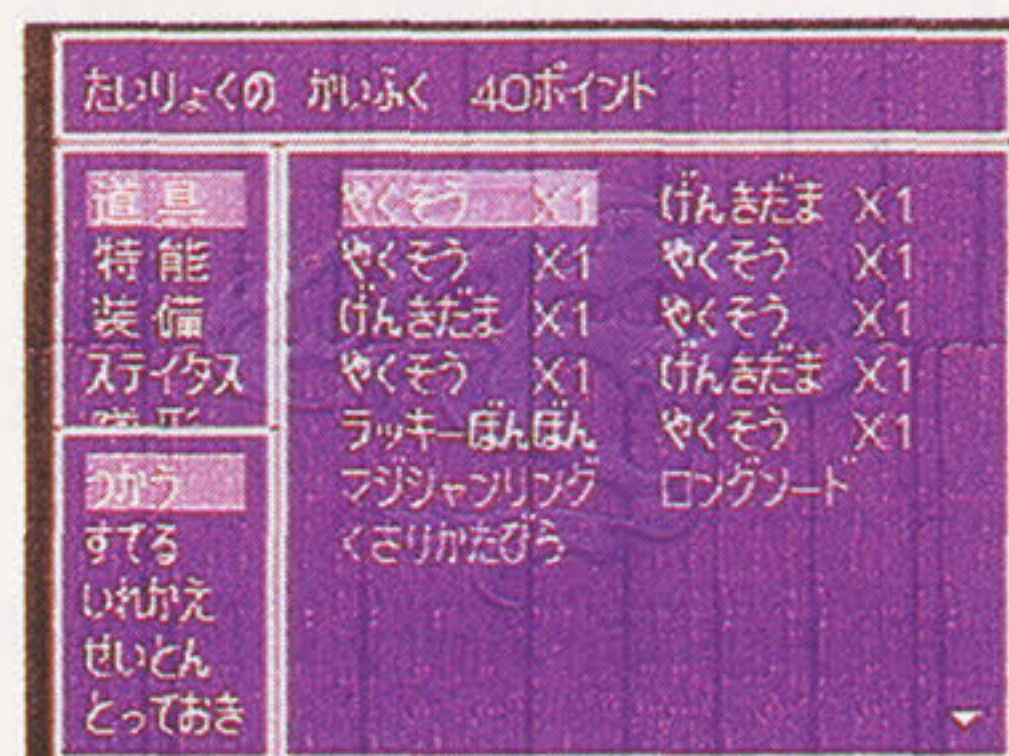 たいりょくの かいふく 40ポイント
道具
特能
装備
ステイタス
隊形
つかう
すてる
いれかえ
せいとん
とっておき
やくそう X1 げんきだま X1
やくそう X1 やくそう X1
げんきだま X1 やくそう X1
やくそう X1 げんきだま X1
ラッキーぼんぼん やくそう X1
マジシャンリング ロングソード
くさりかたびら